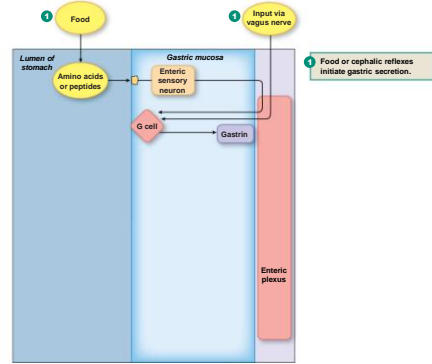 1
Food
1
Input via
vagus nerve
Lumen of
stomach
Gastric mucosa
Amino acids
or peptides
Enteric
sensory
neuron
1
Food or cephalic reflexes
initiate gastric secretion.
G cell
Gastrin
Enteric
plexus